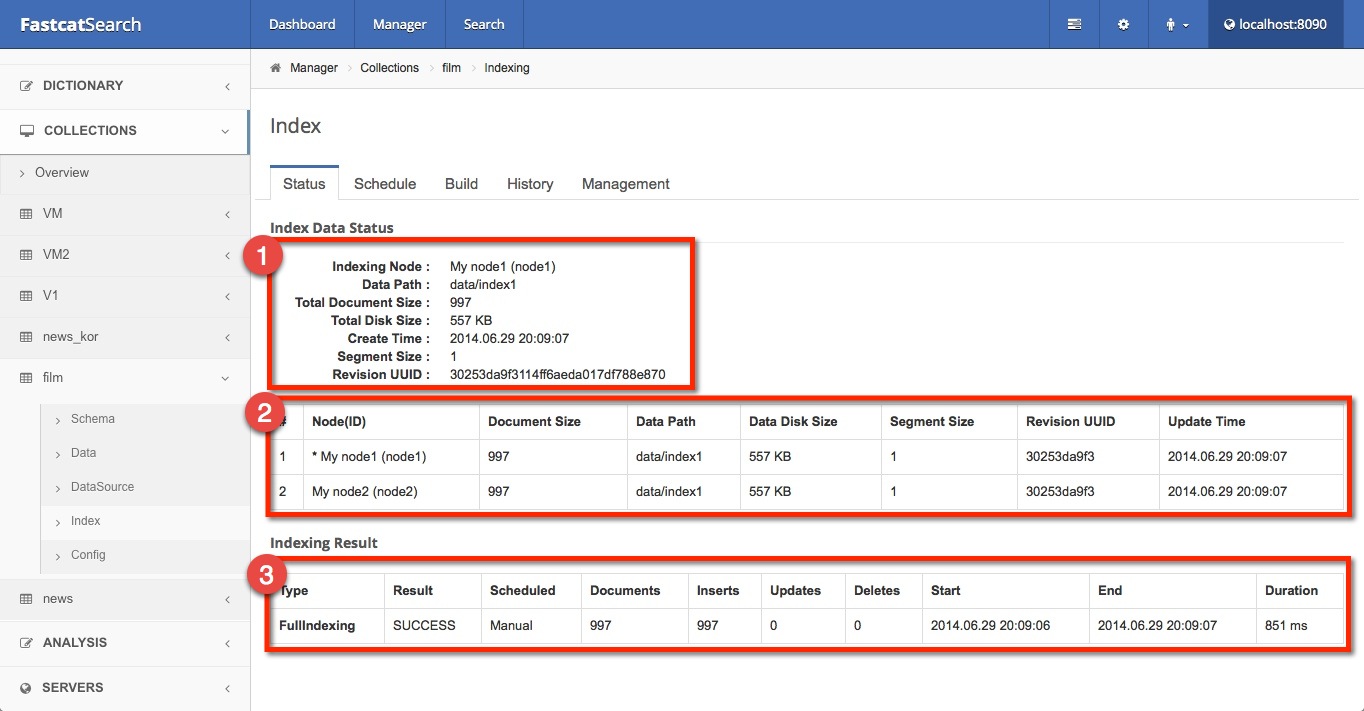 FastcatSearch
Dashboard
Manager
Search
localhost:8090
DICTIONARY
COLLECTIONS
Overview
VM
VM2
V1
news_kor
film
Schema
Data
DataSource
Index
Config
news
ANALYSIS
SERVERS
Manager Collections film Indexing
Index
Status Schedule Build History Management
Index Data Status
1
Indexing Node : My node1 (node1)
Data Path : data/index1
Total Document Size : 997
Total Disk Size : 557 KB
Create Time : 2014.06.29 20:09:07
Segment Size : 1
Revision UUID : 30253da9f3114ff6aeda017df788e870
2
# Node(ID) Document Size Data Path Data Disk Size Segment Size Revision UUID Update Time
1 * My node1 (node1) 997 data/index1 557 KB 1 30253da9f3 2014.06.29 20:09:07
2 My node2 (node2) 997 data/index1 557 KB 1 30253da9f3 2014.06.29 20:09:07
Indexing Result
3
Type Result Scheduled Documents Inserts Updates Deletes Start End Duration
FullIndexing SUCCESS Manual 997 997 0 0 2014.06.29 20:09:06 2014.06.29 20:09:07 851 ms